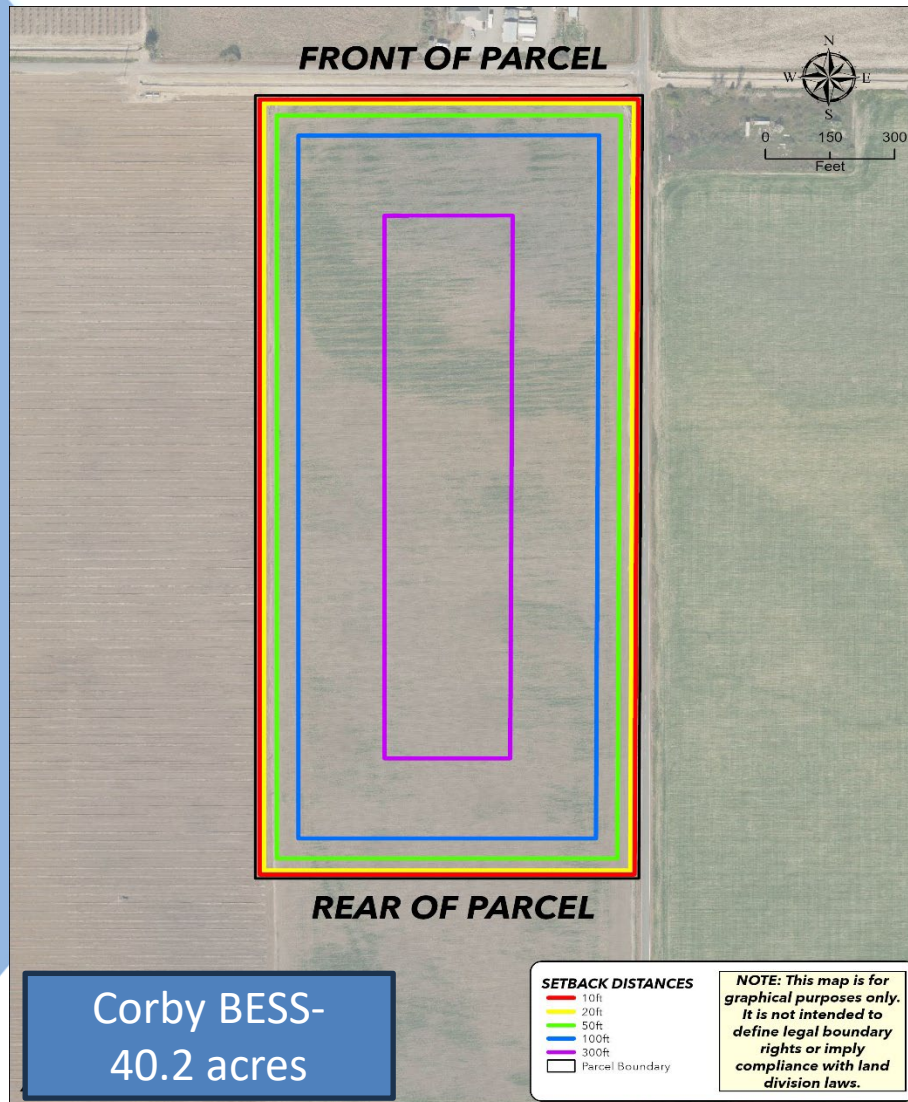 FRONT OF PARCEL
N
W E
S
0 150 300
Feet
REAR OF PARCEL
Corby BESS-
40.2 acres
SETBACK DISTANCES
10ft
20ft
50ft
100ft
300ft
Parcel Boundary
NOTE: This map is for
graphical purposes only.
It is not intended to
define legal boundary
rights or imply
compliance with land
division laws.